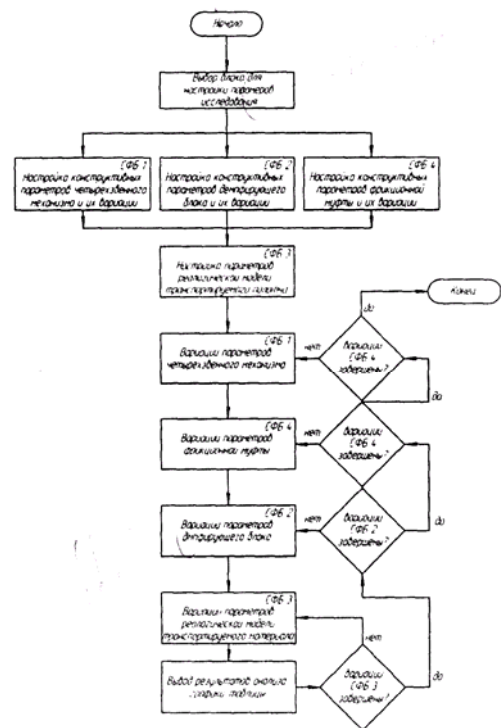 Начало
Выбор блока для
настройки параметров
исследования
СФБ 1
Настройка конструктивных
параметров четырехзвенного
механизма и их вариации
СФБ 2
Настройка конструктивных
параметров демпфирующего
блока и их вариации
СФБ 4
Настройка конструктивных
параметров фрикционной
муфты и их вариации
СФБ 3
Настройка параметров
реологической модели
транспортируемого
Конец
да
СФБ 1
Вариации параметров
четырехзвенного механизма
нет
Вариации
СФБ 4
завершены?
да
СФБ 4
Вариации параметров
фрикционной муфты
нет
Вариации
СФБ 4
завершены?
да
СФБ 2
Вариации параметров
блока
нет
Вариации
СФБ 2
завершены?
СФБ 3
Вариации параметров
реологической модели
транспортируемого материала
нет
да
Вывод результатов анализа
графики таблицы
Вариации
СФБ 3
завершены?